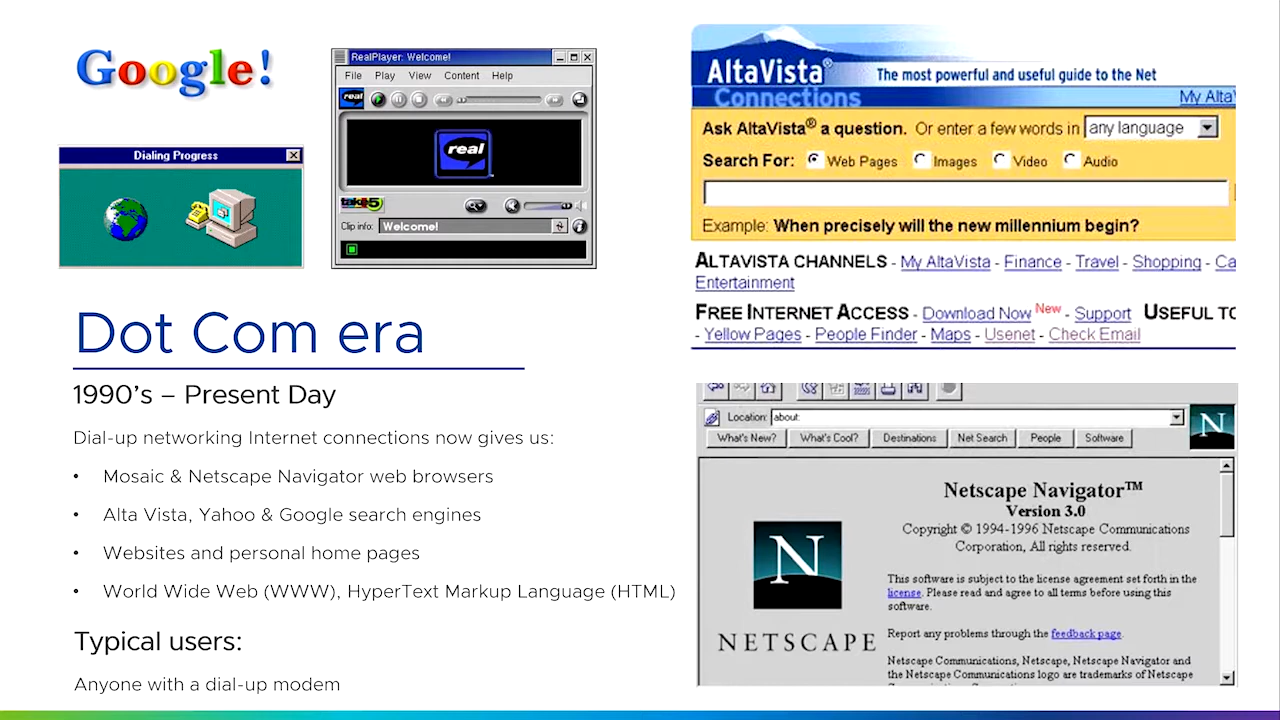 Google!
Dialing Progress
RealPlayer: Welcome!
File Play View Content Help
real
real
take5
Clip info: Welcome!
AltaVista® The most powerful and useful guide to the Net
Connections My Alta
Ask AltaVista® a question. Or enter a few words in any language
Search For: Web Pages Images Video Audio
Example: When precisely will the new millennium begin?
ALTAVISTA CHANNELS - My AltaVista - Finance - Travel - Shopping - Ca
Entertainment
FREE INTERNET ACCESS - Download Now New - Support USEFUL TO
- Yellow Pages - People Finder - Maps - Usenet - Check Email
Dot Com era
1990's – Present Day
Dial-up networking Internet connections now gives us:
• Mosaic & Netscape Navigator web browsers
• Alta Vista, Yahoo & Google search engines
• Websites and personal home pages
• World Wide Web (WWW), HyperText Markup Language (HTML)
Typical users:
Anyone with a dial-up modem
Location: about:
N
What's New? What's Cool? Destinations Net Search People Software
Netscape Navigator™
Version 3.0
Copyright © 1994-1996 Netscape Communications
Corporation, All rights reserved.
N
NETSCAPE
This software is subject to the license agreement set forth in the
license. Please read and agree to all terms before using this
software.
Report any problems through the feedback page.
Netscape Communications, Netscape, Netscape Navigator and
the Netscape Communications logo are trademarks of Netscape